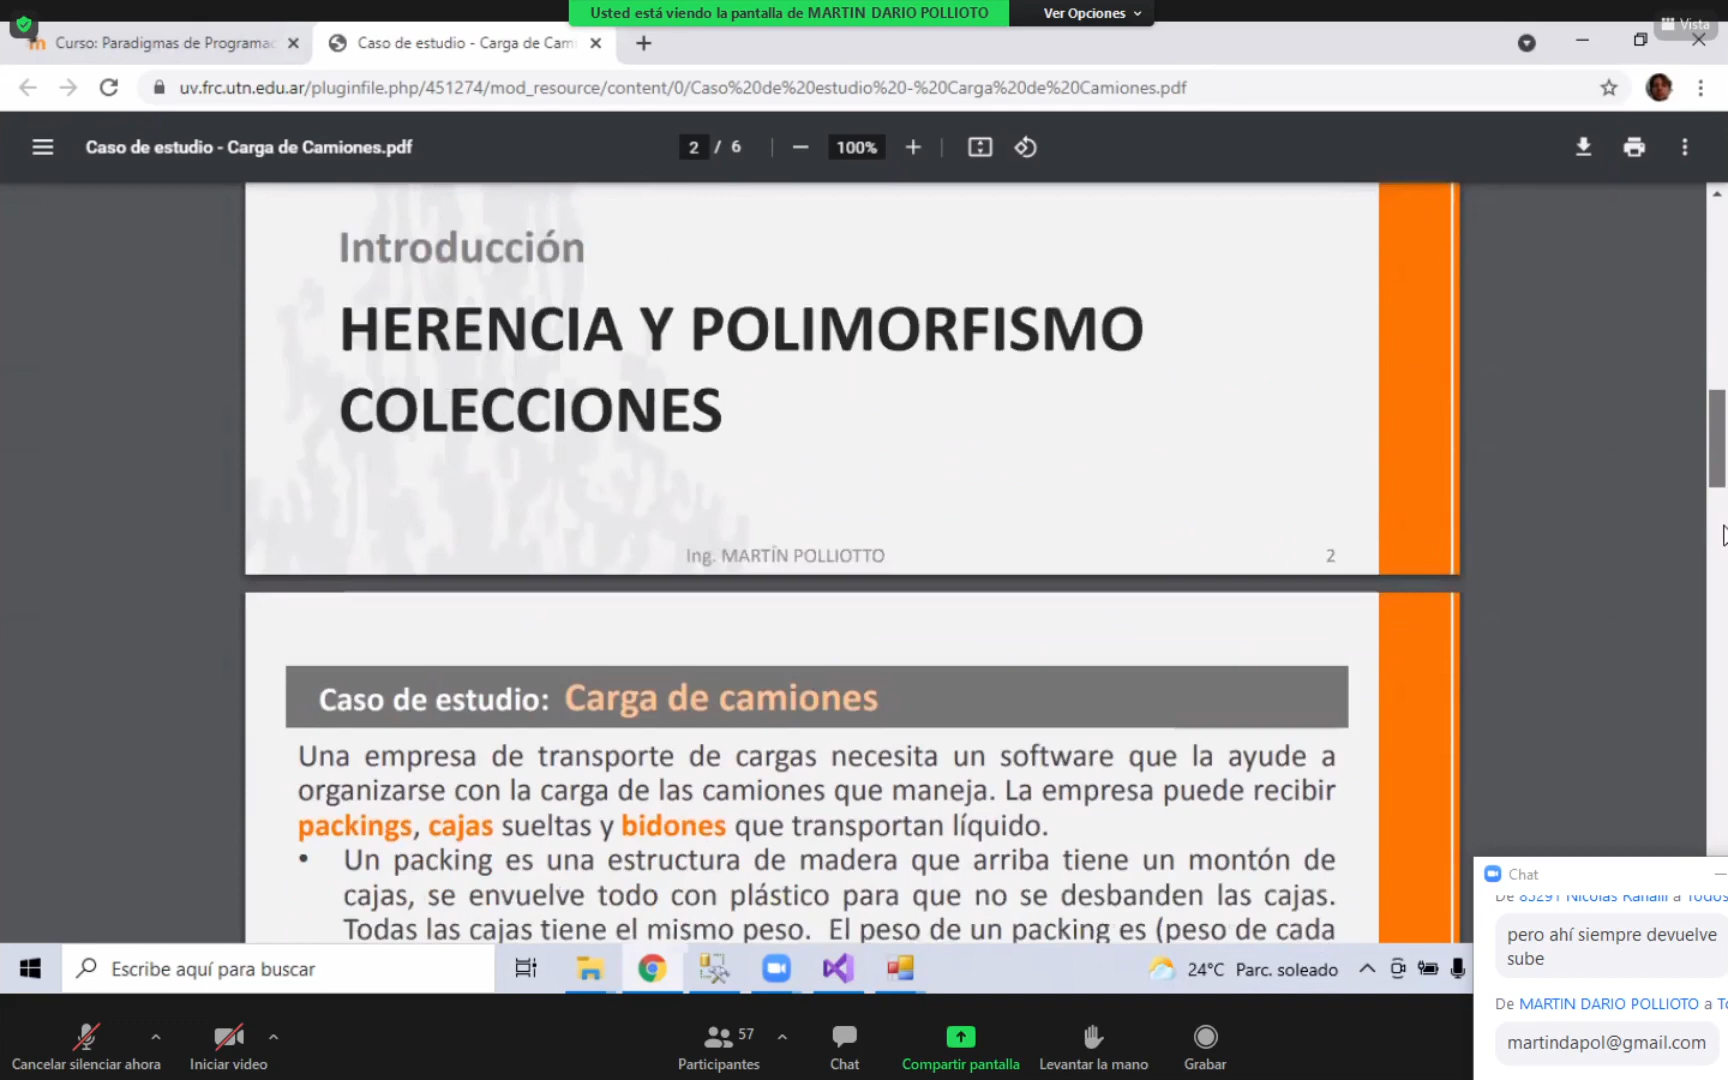 Usted está viendo la pantalla de MARTIN DARIO POLLIOTO
Ver Opciones
Vista
Curso: Paradigmas de Programac
Caso de estudio - Carga de Cam
uv.frc.utn.edu.ar/pluginfile.php/451274/mod_resource/content/0/Caso%20de%20estudio%20-%20Carga%20de%20Camiones.pdf
Caso de estudio - Carga de Camiones.pdf
2 / 6
100%
Introducción
HERENCIA Y POLIMORFISMO
COLECCIONES
Ing. MARTÍN POLLIOTTO
2
Caso de estudio: Carga de camiones
Una empresa de transporte de cargas necesita un software que la ayude a
organizarse con la carga de las camiones que maneja. La empresa puede recibir
packings, cajas sueltas y bidones que transportan líquido.
• Un packing es una estructura de madera que arriba tiene un montón de
cajas, se envuelve todo con plástico para que no se desbanden las cajas.
Todas las cajas tiene el mismo peso. El peso de un packing es (peso de cada
Chat
De 85291 Nicolás Ranalli a Todos
pero ahí siempre devuelve
sube
De MARTIN DARIO POLLIOTO a To
martindapol@gmail.com
Escribe aquí para buscar
24°C Parc. soleado
Cancelar silenciar ahora
Iniciar video
57
Participantes
Chat
Compartir pantalla
Levantar la mano
Grabar